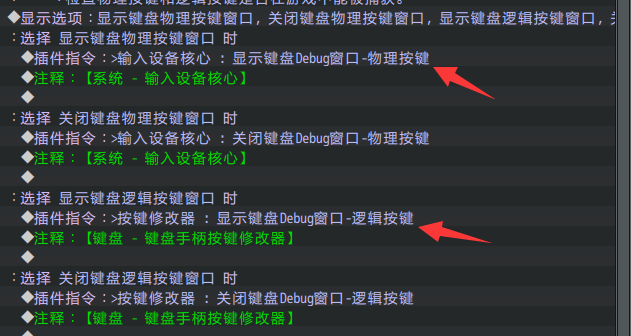 检查物理按键和逻辑按键是否在游戏不能被捕获。
◆显示选项：显示键盘物理按键窗口, 关闭键盘物理按键窗口, 显示键盘逻辑按键窗口,
：选择 显示键盘物理按键窗口 时
◆插件指令：>输入设备核心 : 显示键盘Debug窗口-物理按键
◆注释：【系统 - 输入设备核心】
◆
：选择 关闭键盘物理按键窗口 时
◆插件指令：>输入设备核心 : 关闭键盘Debug窗口-物理按键
◆注释：【系统 - 输入设备核心】
◆
：选择 显示键盘逻辑按键窗口 时
◆插件指令：>按键修改器 : 显示键盘Debug窗口-逻辑按键
◆注释：【键盘 - 键盘手柄按键修改器】
◆
：选择 关闭键盘逻辑按键窗口 时
◆插件指令：>按键修改器 : 关闭键盘Debug窗口-逻辑按键
◆注释：【键盘 - 键盘手柄按键修改器】